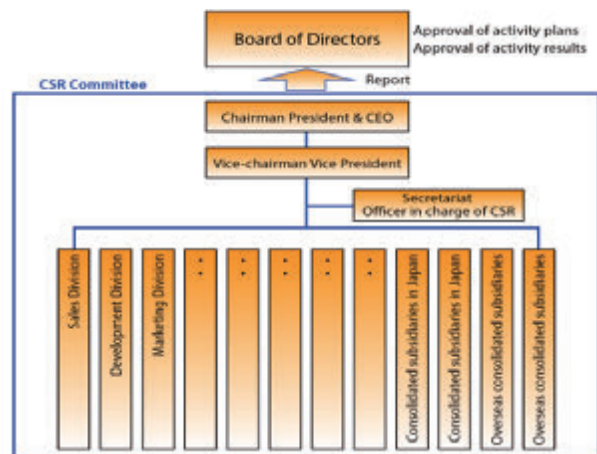 Board of Directors
Approval of activity plans
Approval of activity results
Report
CSR Committee
Chairman President & CEO
Vice-chairman Vice President
Secretariat
Officer in charge of CSR
Sales Division
Development Division
Marketing Division
Consolidated subsidiaries in Japan
Consolidated subsidiaries in Japan
Overseas consolidated subsidiaries
Overseas consolidated subsidiaries